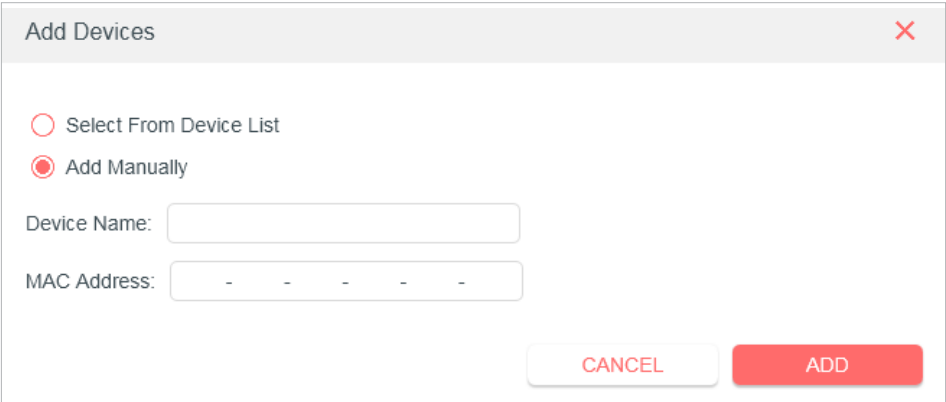 Add Devices
Select From Device List
Add Manually
Device Name:
MAC Address: - - - - -
CANCEL ADD